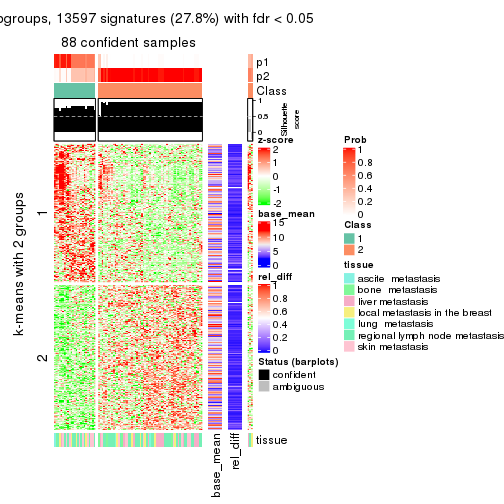 ogroups, 13597 signatures (27.8%) with fdr < 0.05
88 confident samples
p1
p2
Class
1
0.5
0
Silhouette
score
k-means with 2 groups
1
2
base_mean
rel_diff
tissue
z-score
2
1
0
-1
-2
base_mean
15
10
5
0
rel_diff
1
0.8
0.6
0.4
0.2
0
Status (barplots)
confident
ambiguous
Prob
1
0.8
0.6
0.4
0.2
0
Class
1
2
tissue
ascite metastasis
bone metastasis
liver metastasis
local metastasis in the breast
lung metastasis
regional lymph node metastasis
skin metastasis